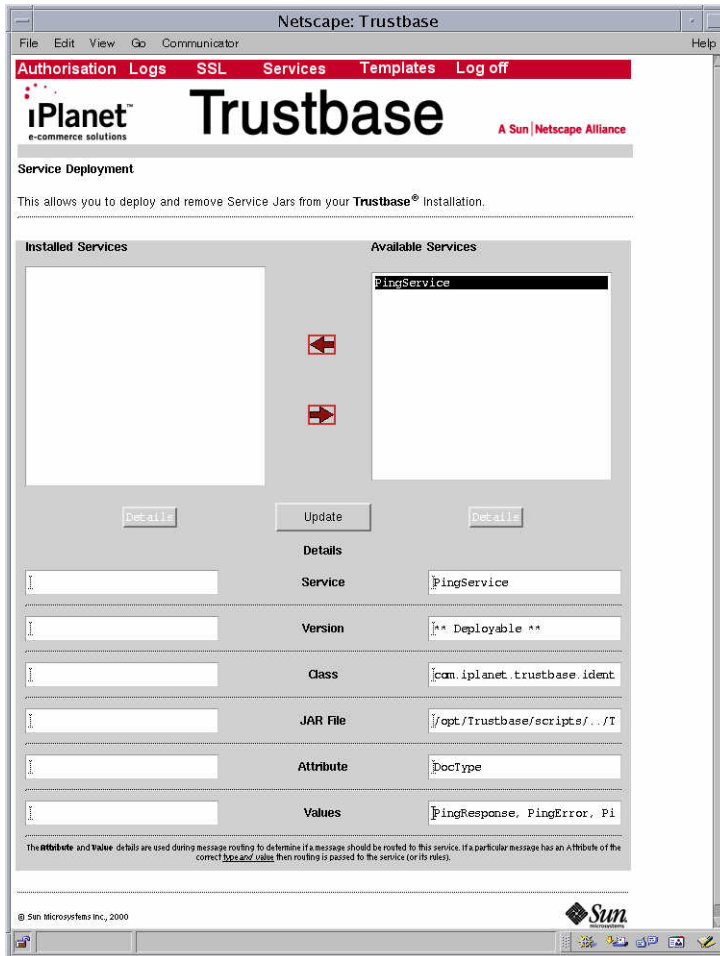 Netscape: Trustbase
File Edit View Go Communicator Help
Authorisation Logs SSL Services Templates Log off
iPlanet™
e-commerce solutions
Trustbase
A Sun | Netscape Alliance
Service Deployment
This allows you to deploy and remove Service Jars from your Trustbase® Installation.
Installed Services Available Services
PingService
Details Update Details
Details
Service PingService
Version ** Deployable **
Class com.iplanet.trustbase.ident
JAR File /opt/Trustbase/scripts/../T
Attribute DocType
Values PingResponse, PingError, Pi
The Attribute and Value details are used during message routing to determine if a message should be routed to this service. If a particular message has an Attribute of the
correct type and value then routing is passed to the service (or its rules).
© Sun Microsystems Inc., 2000
Sun
microsystems